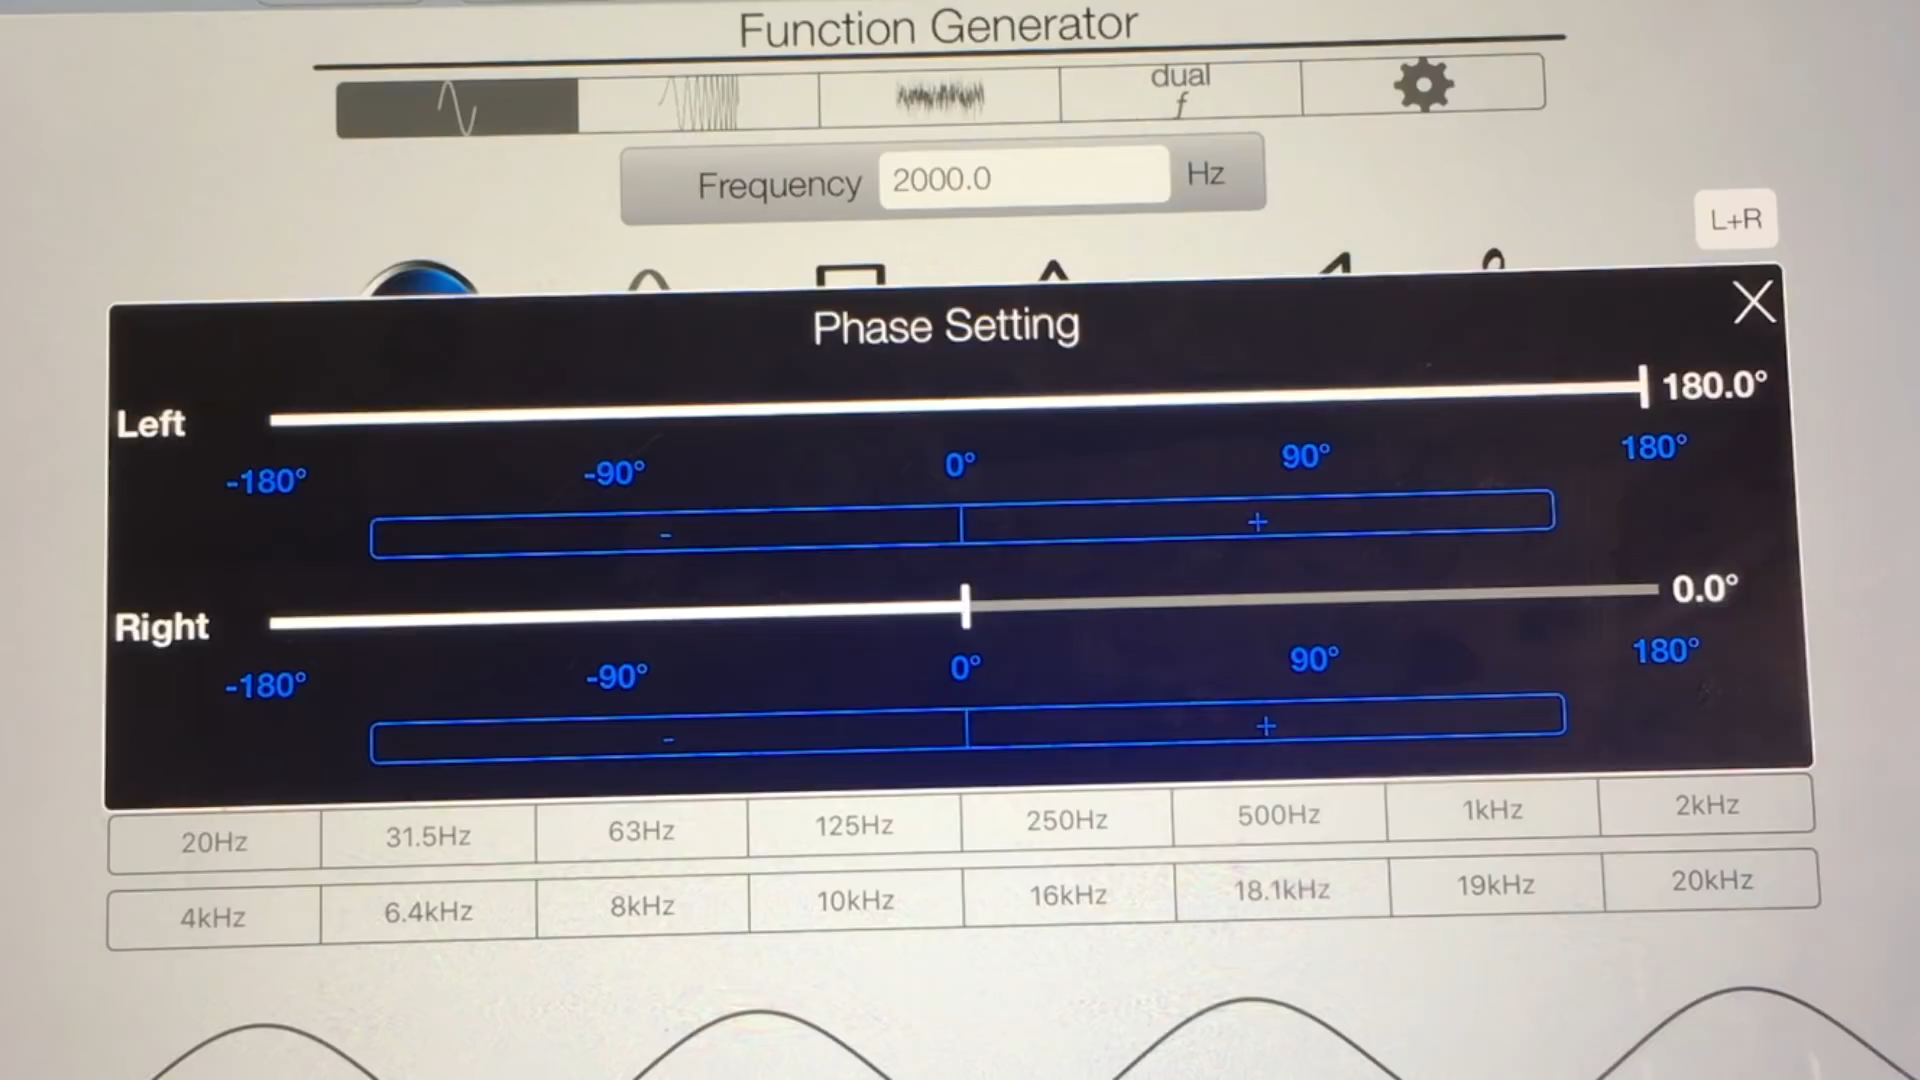 Function Generator
dual
f
Frequency 2000.0 Hz
L+R
Phase Setting
Left 180.0°
-180° -90° 0° 90° 180°
- +
Right 0.0°
-180° -90° 0° 90° 180°
- +
20Hz 31.5Hz 63Hz 125Hz 250Hz 500Hz 1kHz 2kHz
4kHz 6.4kHz 8kHz 10kHz 16kHz 18.1kHz 19kHz 20kHz